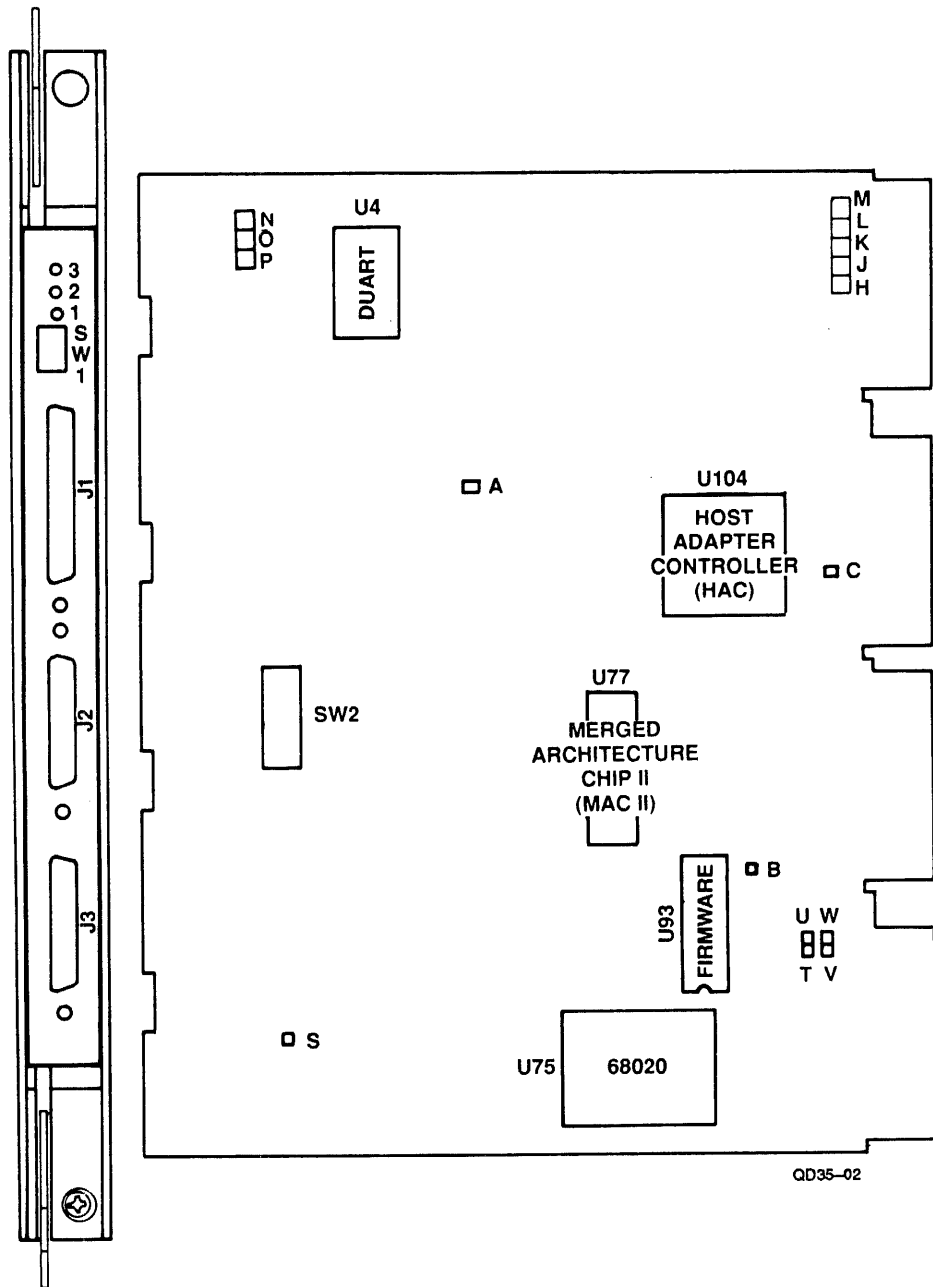 3
2
1
S
W
1
J1
J2
J3
N
O
P
U4
DUART
M
L
K
J
H
A
U104
HOST
ADAPTER
CONTROLLER
(HAC)
C
SW2
U77
MERGED
ARCHITECTURE
CHIP II
(MAC II)
B
U93
FIRMWARE
U W
T V
S
U75
68020
QD35–02